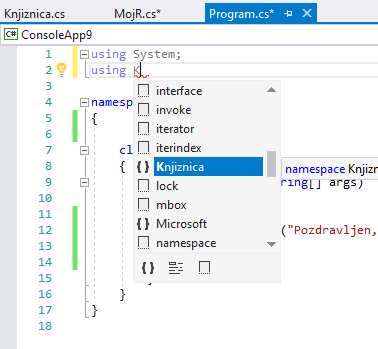 Knjiznica.cs
MojR.cs*
Program.cs*
C# ConsoleApp9
1 using System;
2 using K
3 interface
4 namesp invoke
5 { iterator
6 iterindex
7 cl Knjiznica namespace Knjizn
8 { lock
9 mbox ring[] args)
10 Microsoft
11 namespace
12 ("Pozdravljen,
13
14
15
16 }
17 }
18